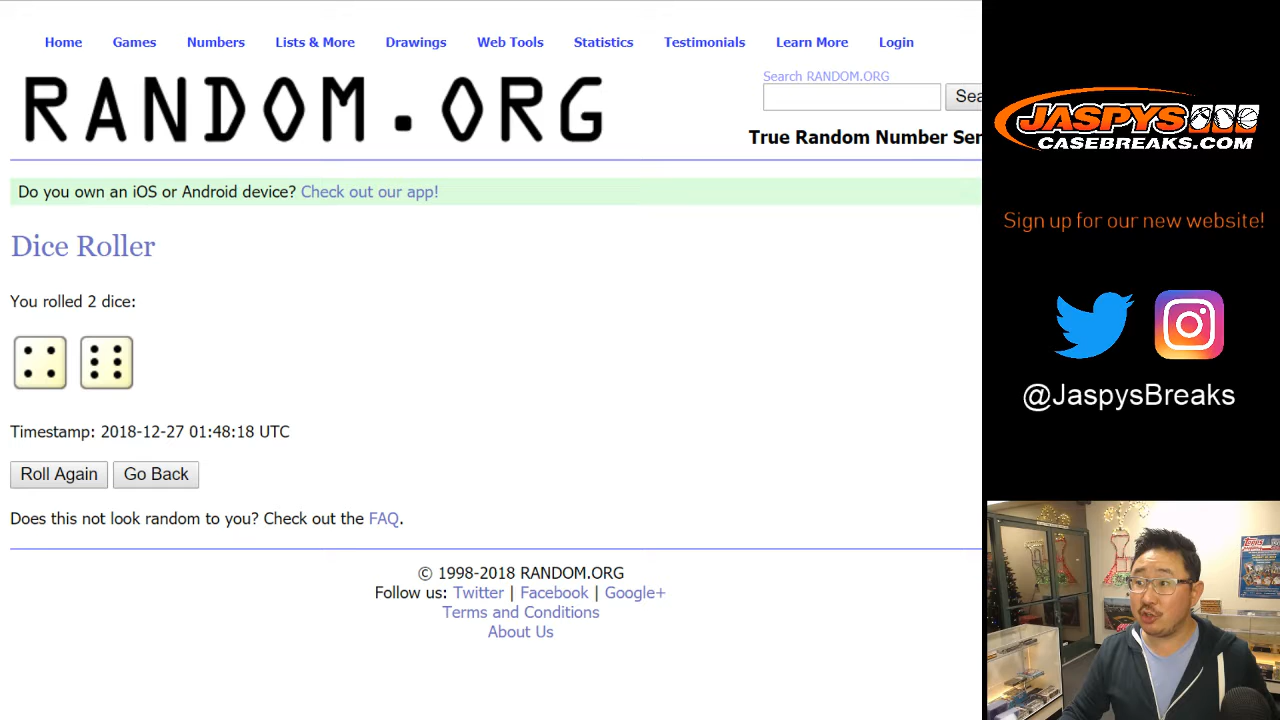 Home Games Numbers Lists & More Drawings Web Tools Statistics Testimonials Learn More Login
RANDOM.ORG
Search RANDOM.ORG
Sea
True Random Number Ser
Do you own an iOS or Android device? Check out our app!
Dice Roller
You rolled 2 dice:
Timestamp: 2018-12-27 01:48:18 UTC
Roll Again Go Back
Does this not look random to you? Check out the FAQ.
© 1998-2018 RANDOM.ORG
Follow us: Twitter | Facebook | Google+
Terms and Conditions
About Us
JASPYS
CASEBREAKS.COM
Sign up for our new website!
@JaspysBreaks
Topps